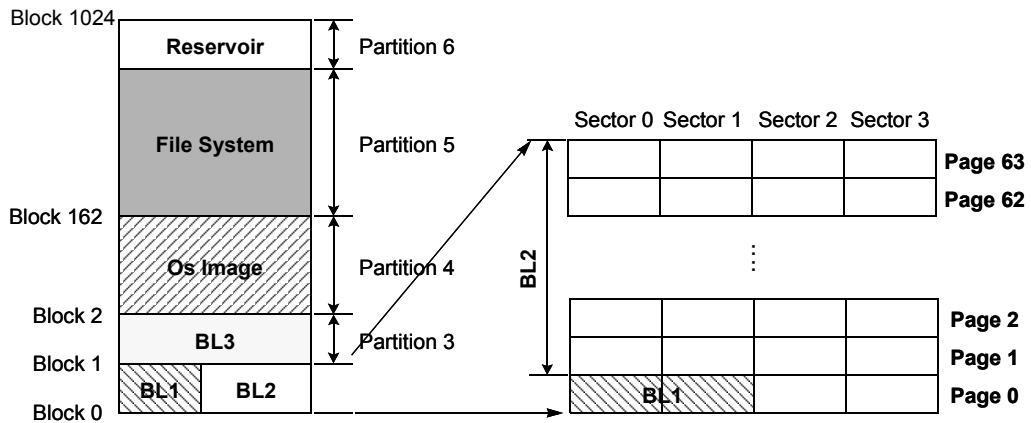 Block 1024
Reservoir
Partition 6
File System
Partition 5
Block 162
Os Image
Partition 4
Block 2
BL3
Partition 3
Block 1
BL1
BL2
Block 0
Sector 0 Sector 1 Sector 2 Sector 3
Page 63
Page 62
BL2
⋮
Page 2
Page 1
BL1
Page 0